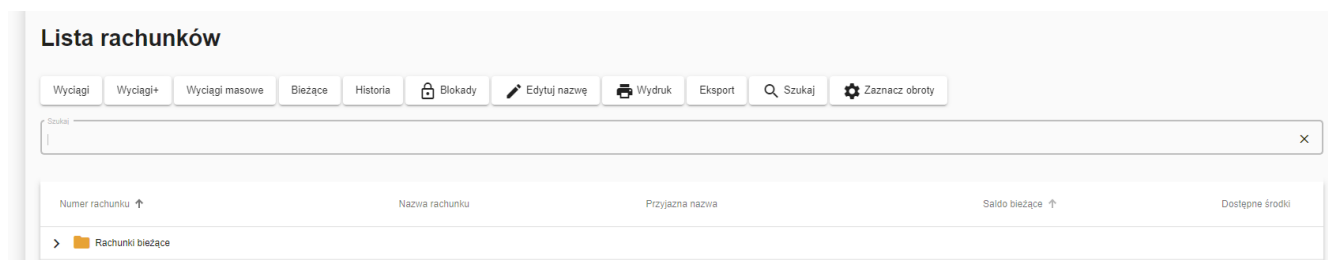 Lista rachunków
Wyciągi Wyciągi+ Wyciągi masowe Bieżące Historia Blokady Edytuj nazwę Wydruk Eksport Szukaj Zaznacz obroty
Szukaj
Numer rachunku Nazwa rachunku Przyjazna nazwa Saldo bieżące Dostępne środki
Rachunki bieżące